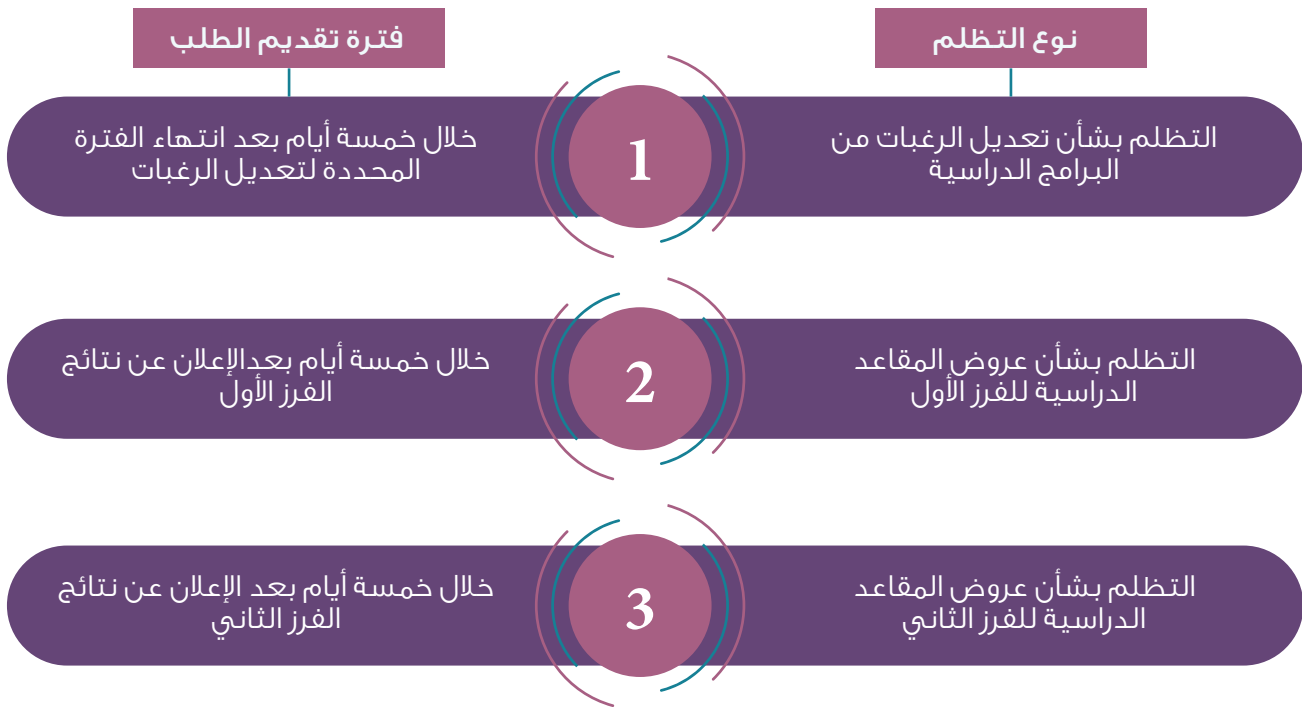 نوع التظلم
فترة تقديم الطلب
التظلم بشأن تعديل الرغبات من
البرامج الدراسية
1
خلال خمسة أيام بعد انتهاء الفترة
المحددة لتعديل الرغبات
التظلم بشأن عروض المقاعد
الدراسية للفرز الأول
2
خلال خمسة أيام بعدالإعلان عن نتائج
الفرز الأول
التظلم بشأن عروض المقاعد
الدراسية للفرز الثاني
3
خلال خمسة أيام بعد الإعلان عن نتائج
الفرز الثاني